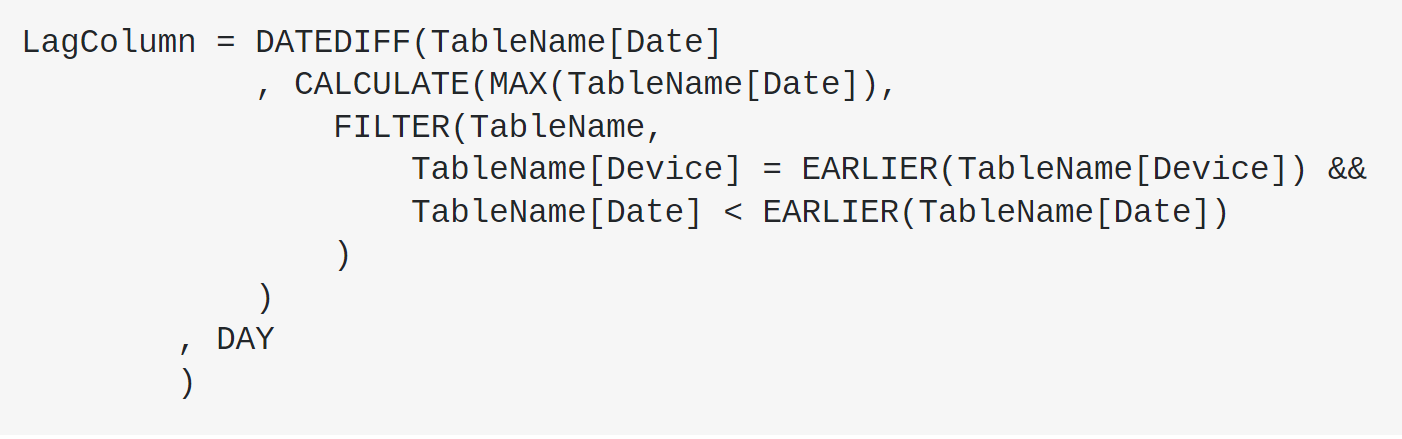 LagColumn = DATEDIFF(TableName[Date]
            , CALCULATE(MAX(TableName[Date]),
                FILTER(TableName,
                    TableName[Device] = EARLIER(TableName[Device]) &&
                    TableName[Date] < EARLIER(TableName[Date])
                )
            )
        , DAY
        )